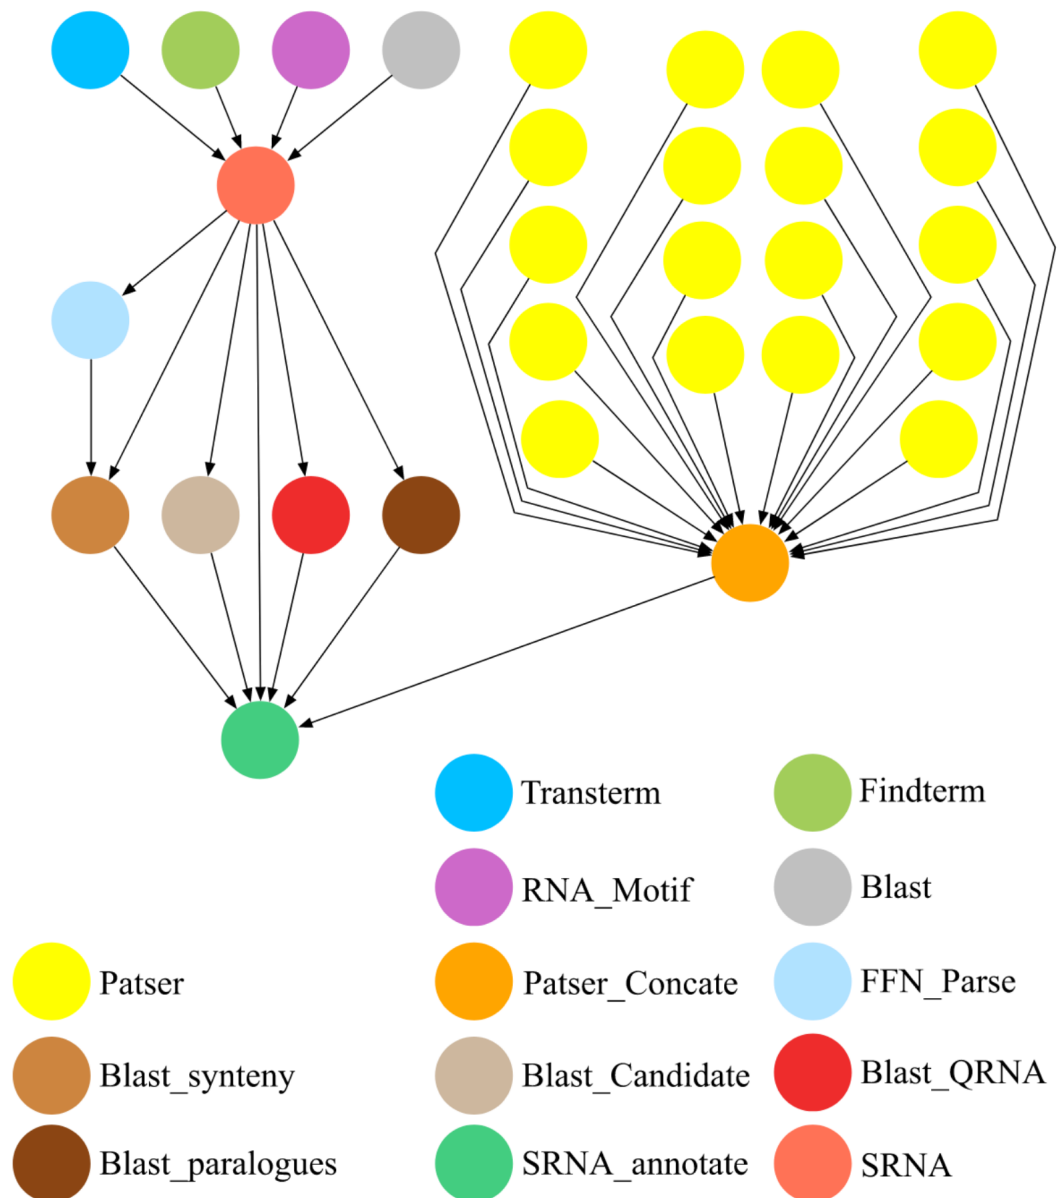 Transterm
Findterm
RNA_Motif
Blast
Patser
Patser_Concate
FFN_Parse
Blast_synteny
Blast_Candidate
Blast_QRNA
Blast_paralogues
SRNA_annotate
SRNA